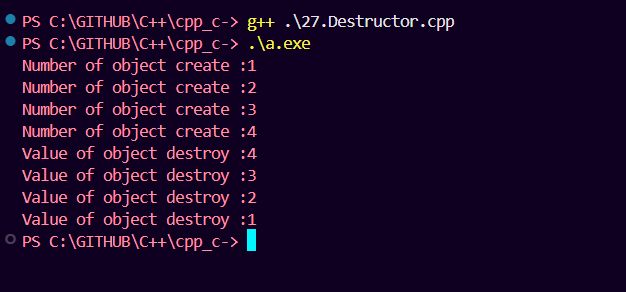 PS C:\GITHUB\C++\cpp_c-> g++ .\27.Destructor.cpp
PS C:\GITHUB\C++\cpp_c-> .\a.exe
Number of object create :1
Number of object create :2
Number of object create :3
Number of object create :4
Value of object destroy :4
Value of object destroy :3
Value of object destroy :2
Value of object destroy :1
PS C:\GITHUB\C++\cpp_c->